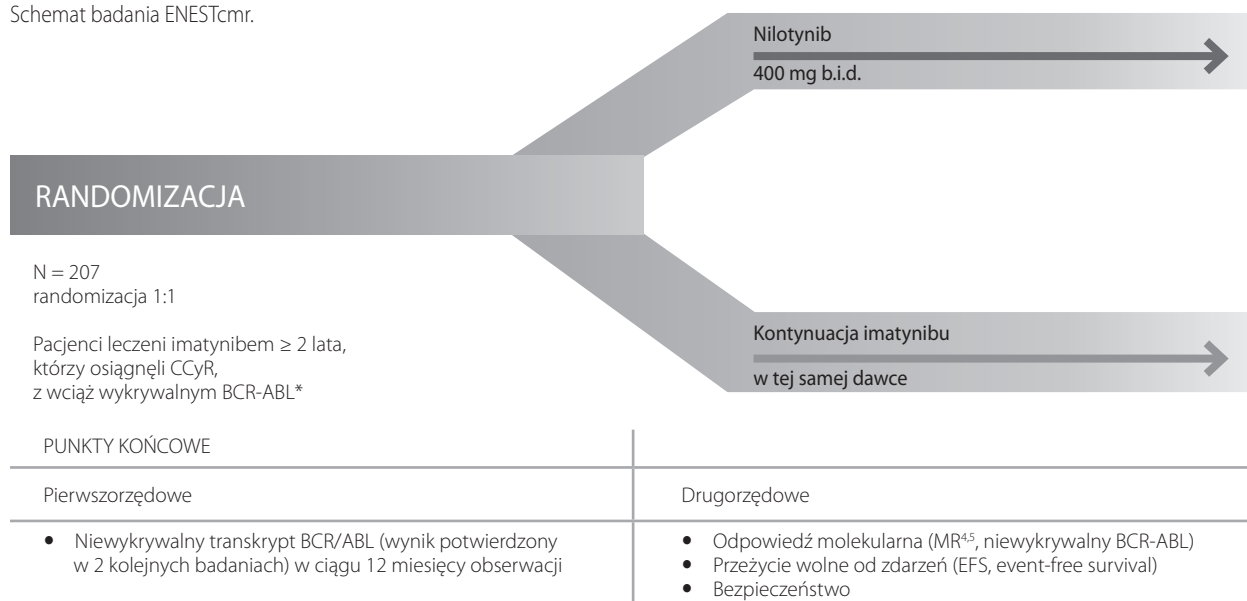 Schemat badania ENESTcmr.
Nilotynib
400 mg b.i.d.
RANDOMIZACJA
N = 207
randomizacja 1:1
Pacjenci leczeni imatynibem ≥ 2 lata,
którzy osiągnęli CCyR,
z wciąż wykrywalnym BCR-ABL*
Kontynuacja imatynibu
w tej samej dawce
PUNKTY KOŃCOWE
Pierwszorzędowe
• Niewykrywalny transkrypt BCR/ABL (wynik potwierdzony
w 2 kolejnych badaniach) w ciągu 12 miesięcy obserwacji
Drugorzędowe
• Odpowiedź molekularna (MR4,5, niewykrywalny BCR-ABL)
• Przeżycie wolne od zdarzeń (EFS, event-free survival)
• Bezpieczeństwo